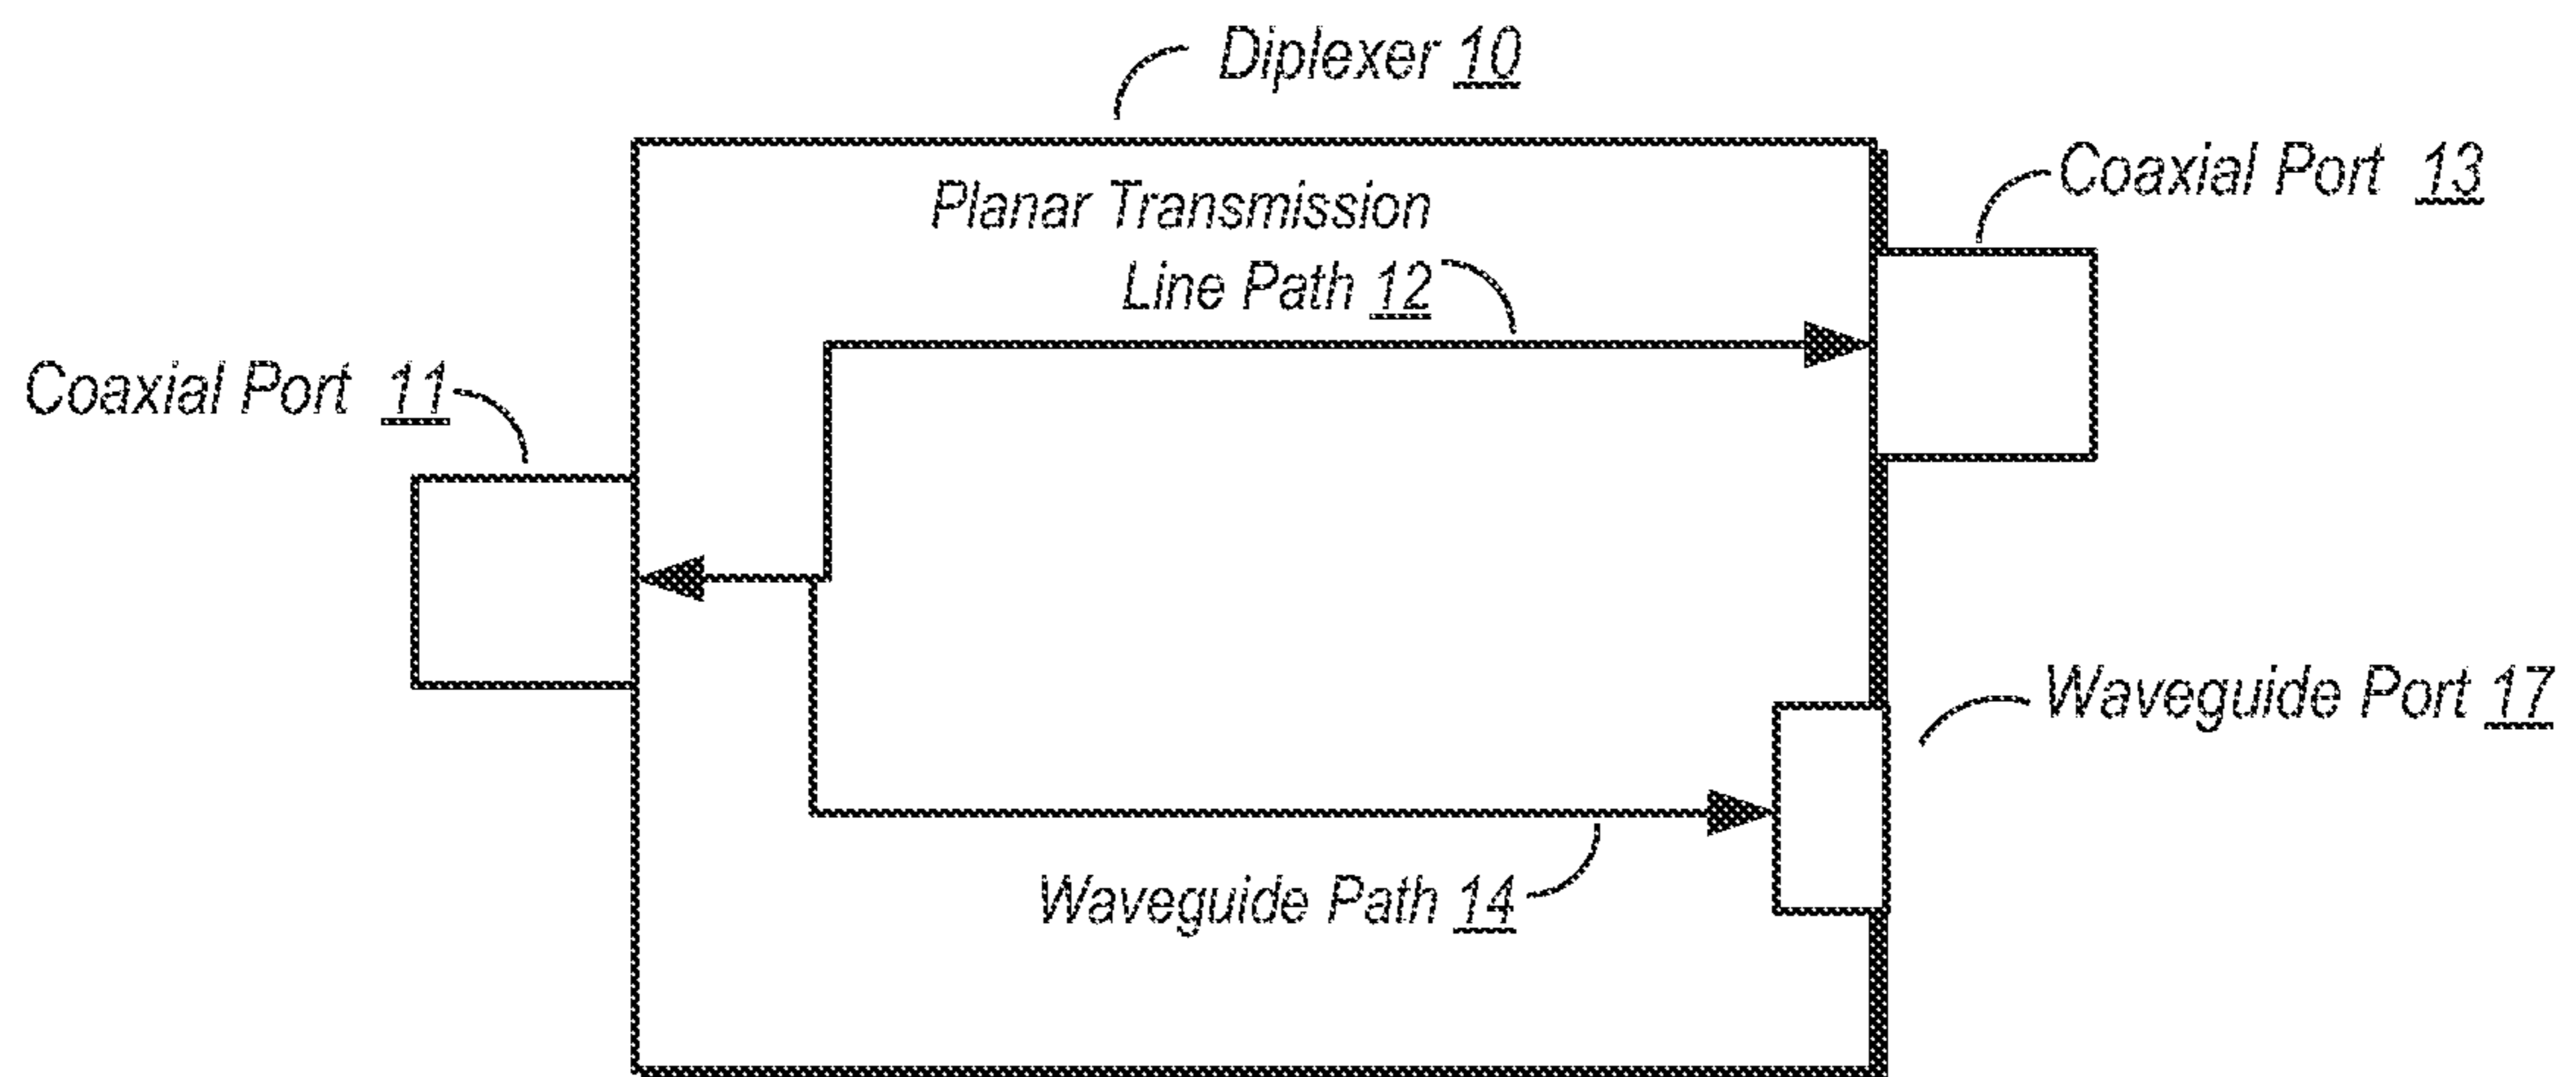 Diplexer 10
Coaxial Port 13
Planar Transmission
Line Path 12
Coaxial Port 11
Waveguide Port 17
Waveguide Path 14